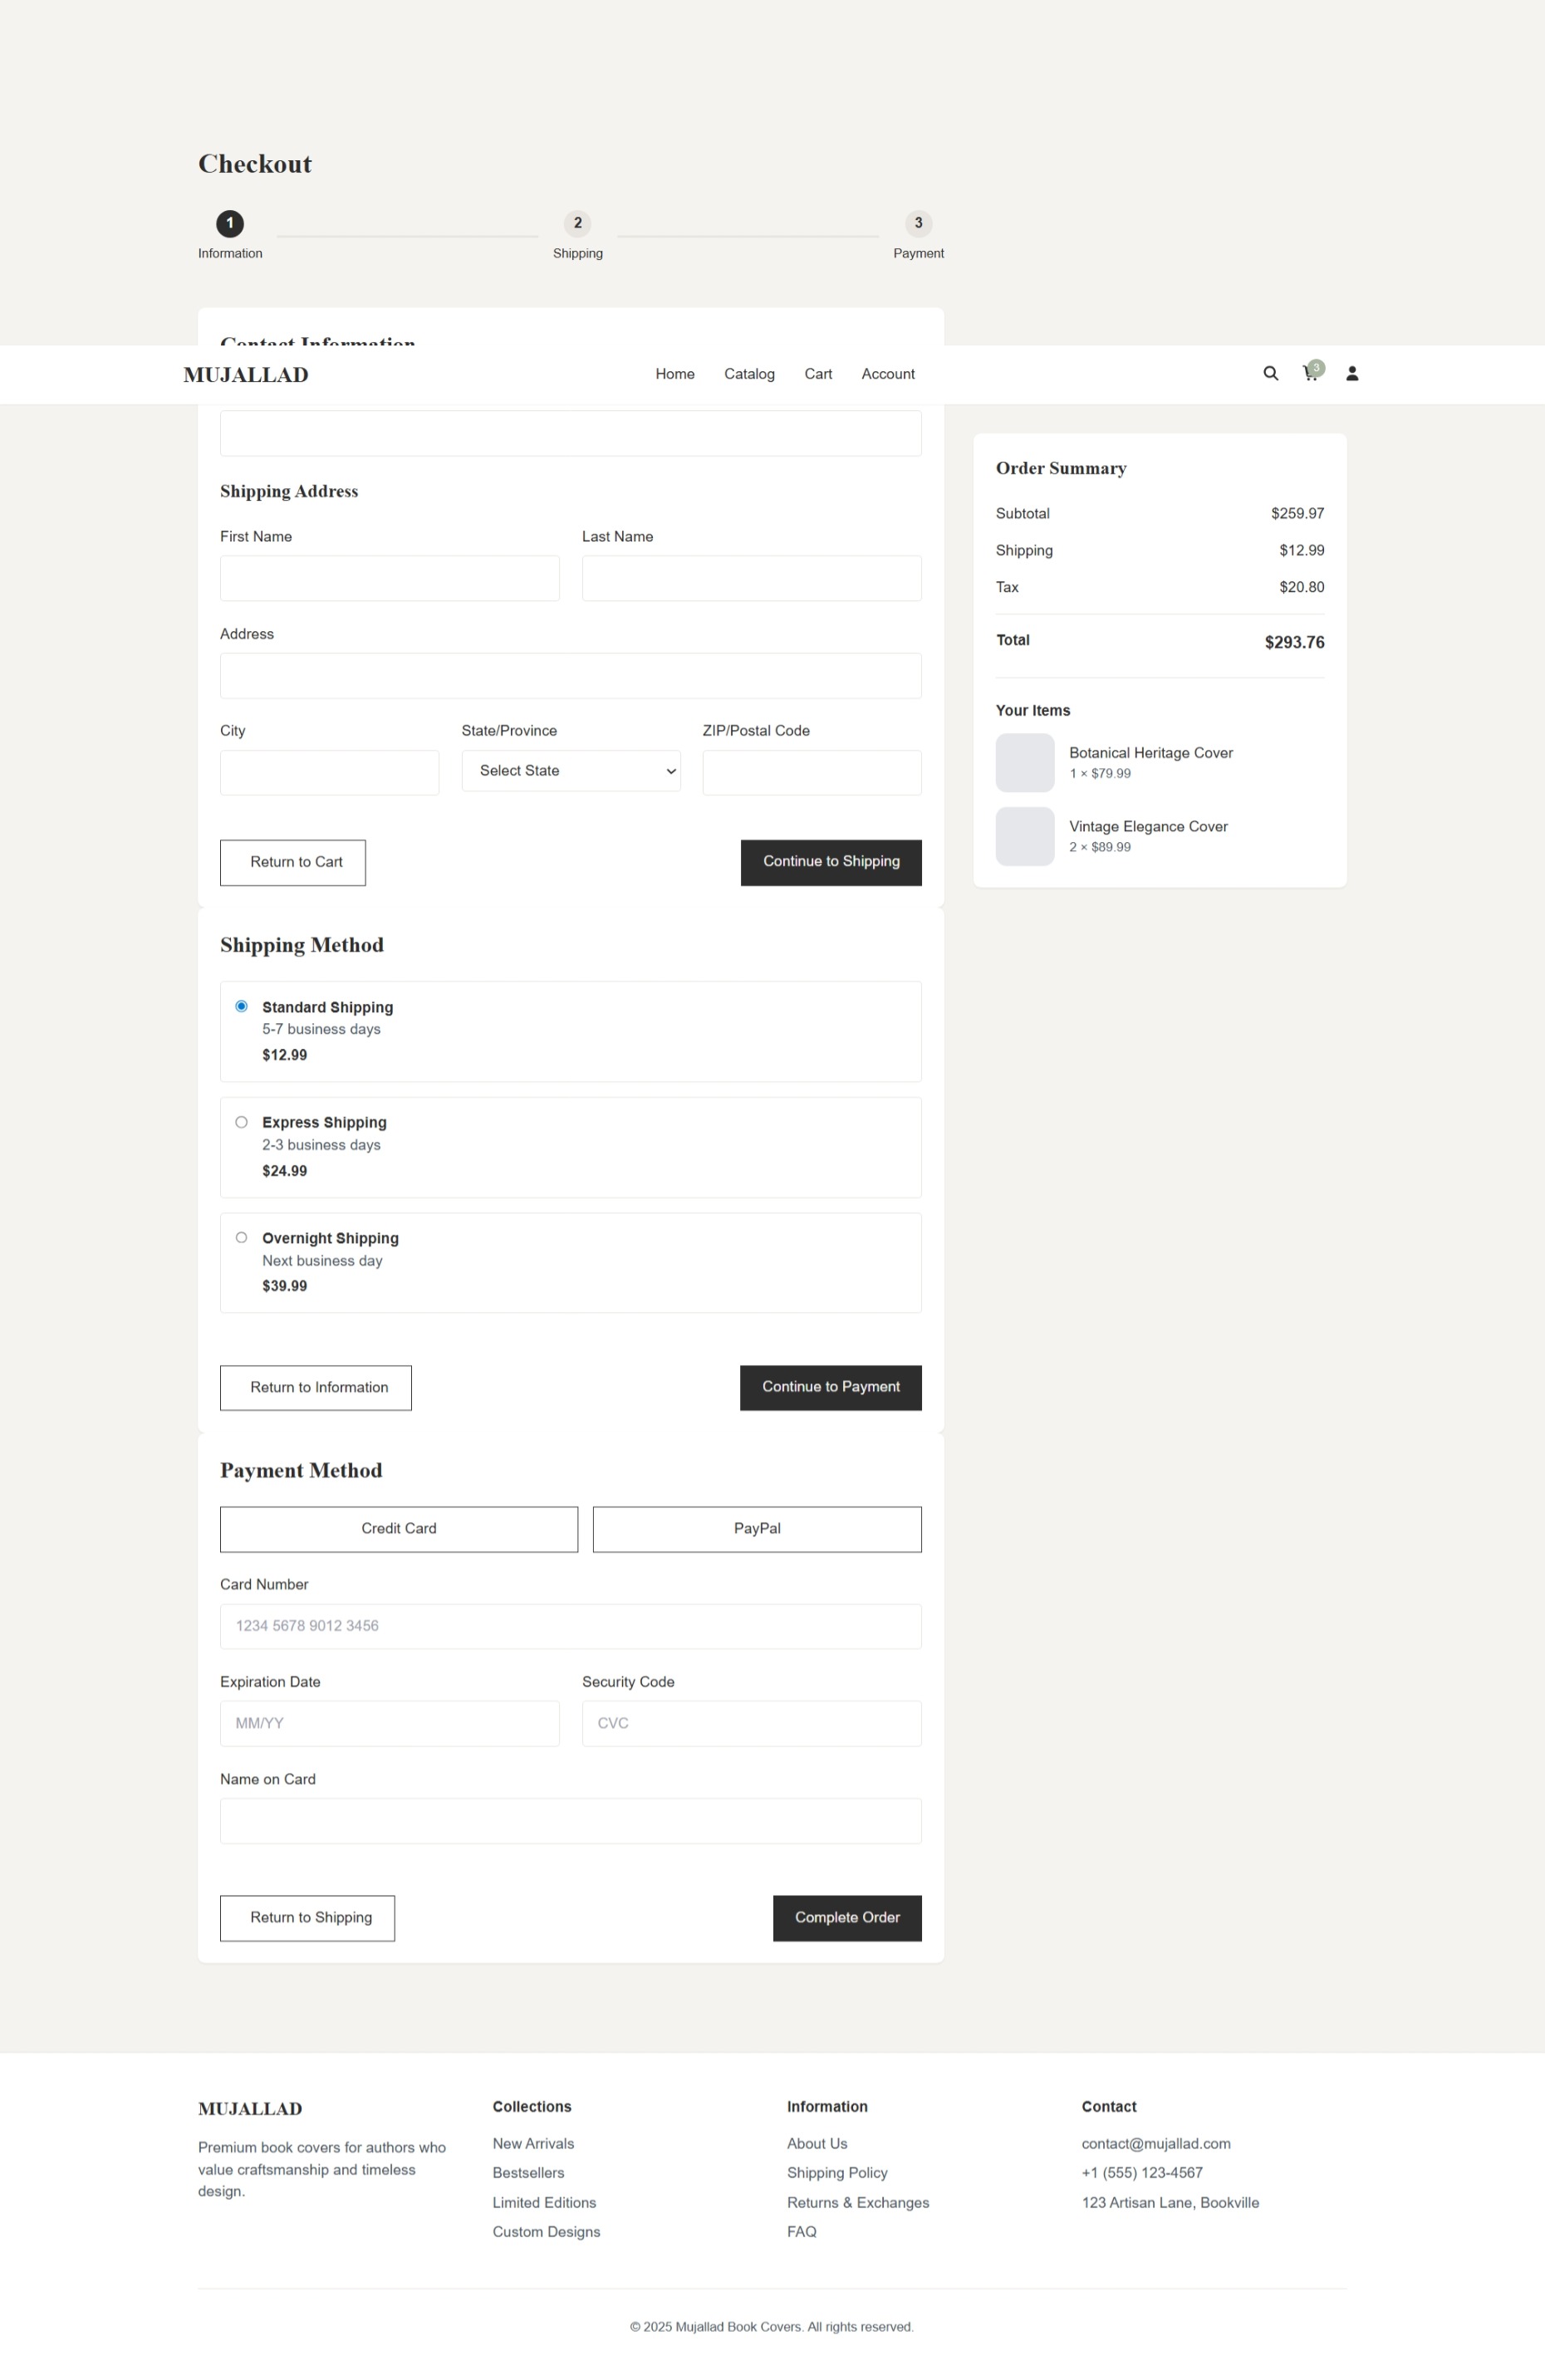 Checkout
1
2
3
Information
Shipping
Payment
Contact Information
MUJALLAD
Home
Catalog
Cart
Account
3
Shipping Address
First Name
Last Name
Address
City
State/Province
ZIP/Postal Code
Select State
Return to Cart
Continue to Shipping
Order Summary
Subtotal
$259.97
Shipping
$12.99
Tax
$20.80
Total
$293.76
Your Items
Botanical Heritage Cover
1 × $79.99
Vintage Elegance Cover
2 × $89.99
Shipping Method
Standard Shipping
5-7 business days
$12.99
Express Shipping
2-3 business days
$24.99
Overnight Shipping
Next business day
$39.99
Return to Information
Continue to Payment
Payment Method
Credit Card
PayPal
Card Number
1234 5678 9012 3456
Expiration Date
Security Code
MM/YY
CVC
Name on Card
Return to Shipping
Complete Order
MUJALLAD
Premium book covers for authors who
value craftsmanship and timeless
design.
Collections
New Arrivals
Bestsellers
Limited Editions
Custom Designs
Information
About Us
Shipping Policy
Returns & Exchanges
FAQ
Contact
contact@mujallad.com
+1 (555) 123-4567
123 Artisan Lane, Bookville
© 2025 Mujallad Book Covers. All rights reserved.